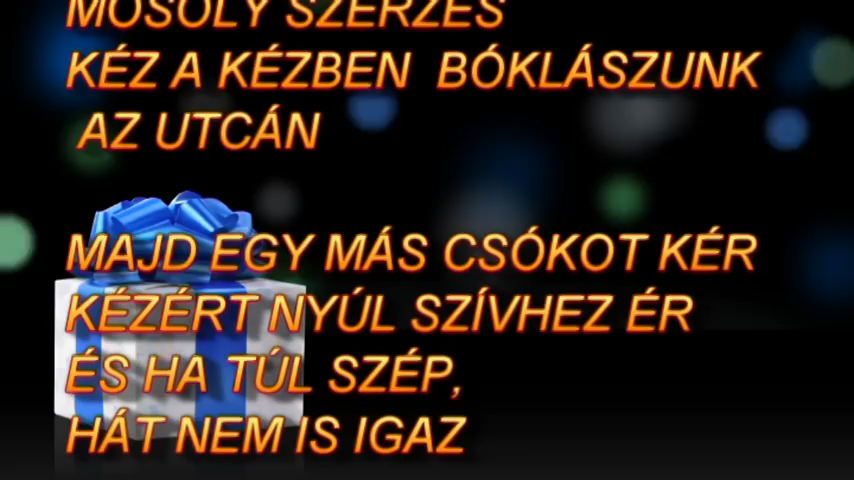 MOSOLY SZERZÉS
KÉZ A KÉZBEN BÓKLÁSZUNK
AZ UTCÁN
MAJD EGY MÁS CSÓKOT KÉR
KÉZÉRT NYÚL SZÍVHEZ ÉR
ÉS HA TÚL SZÉP,
HÁT NEM IS IGAZ